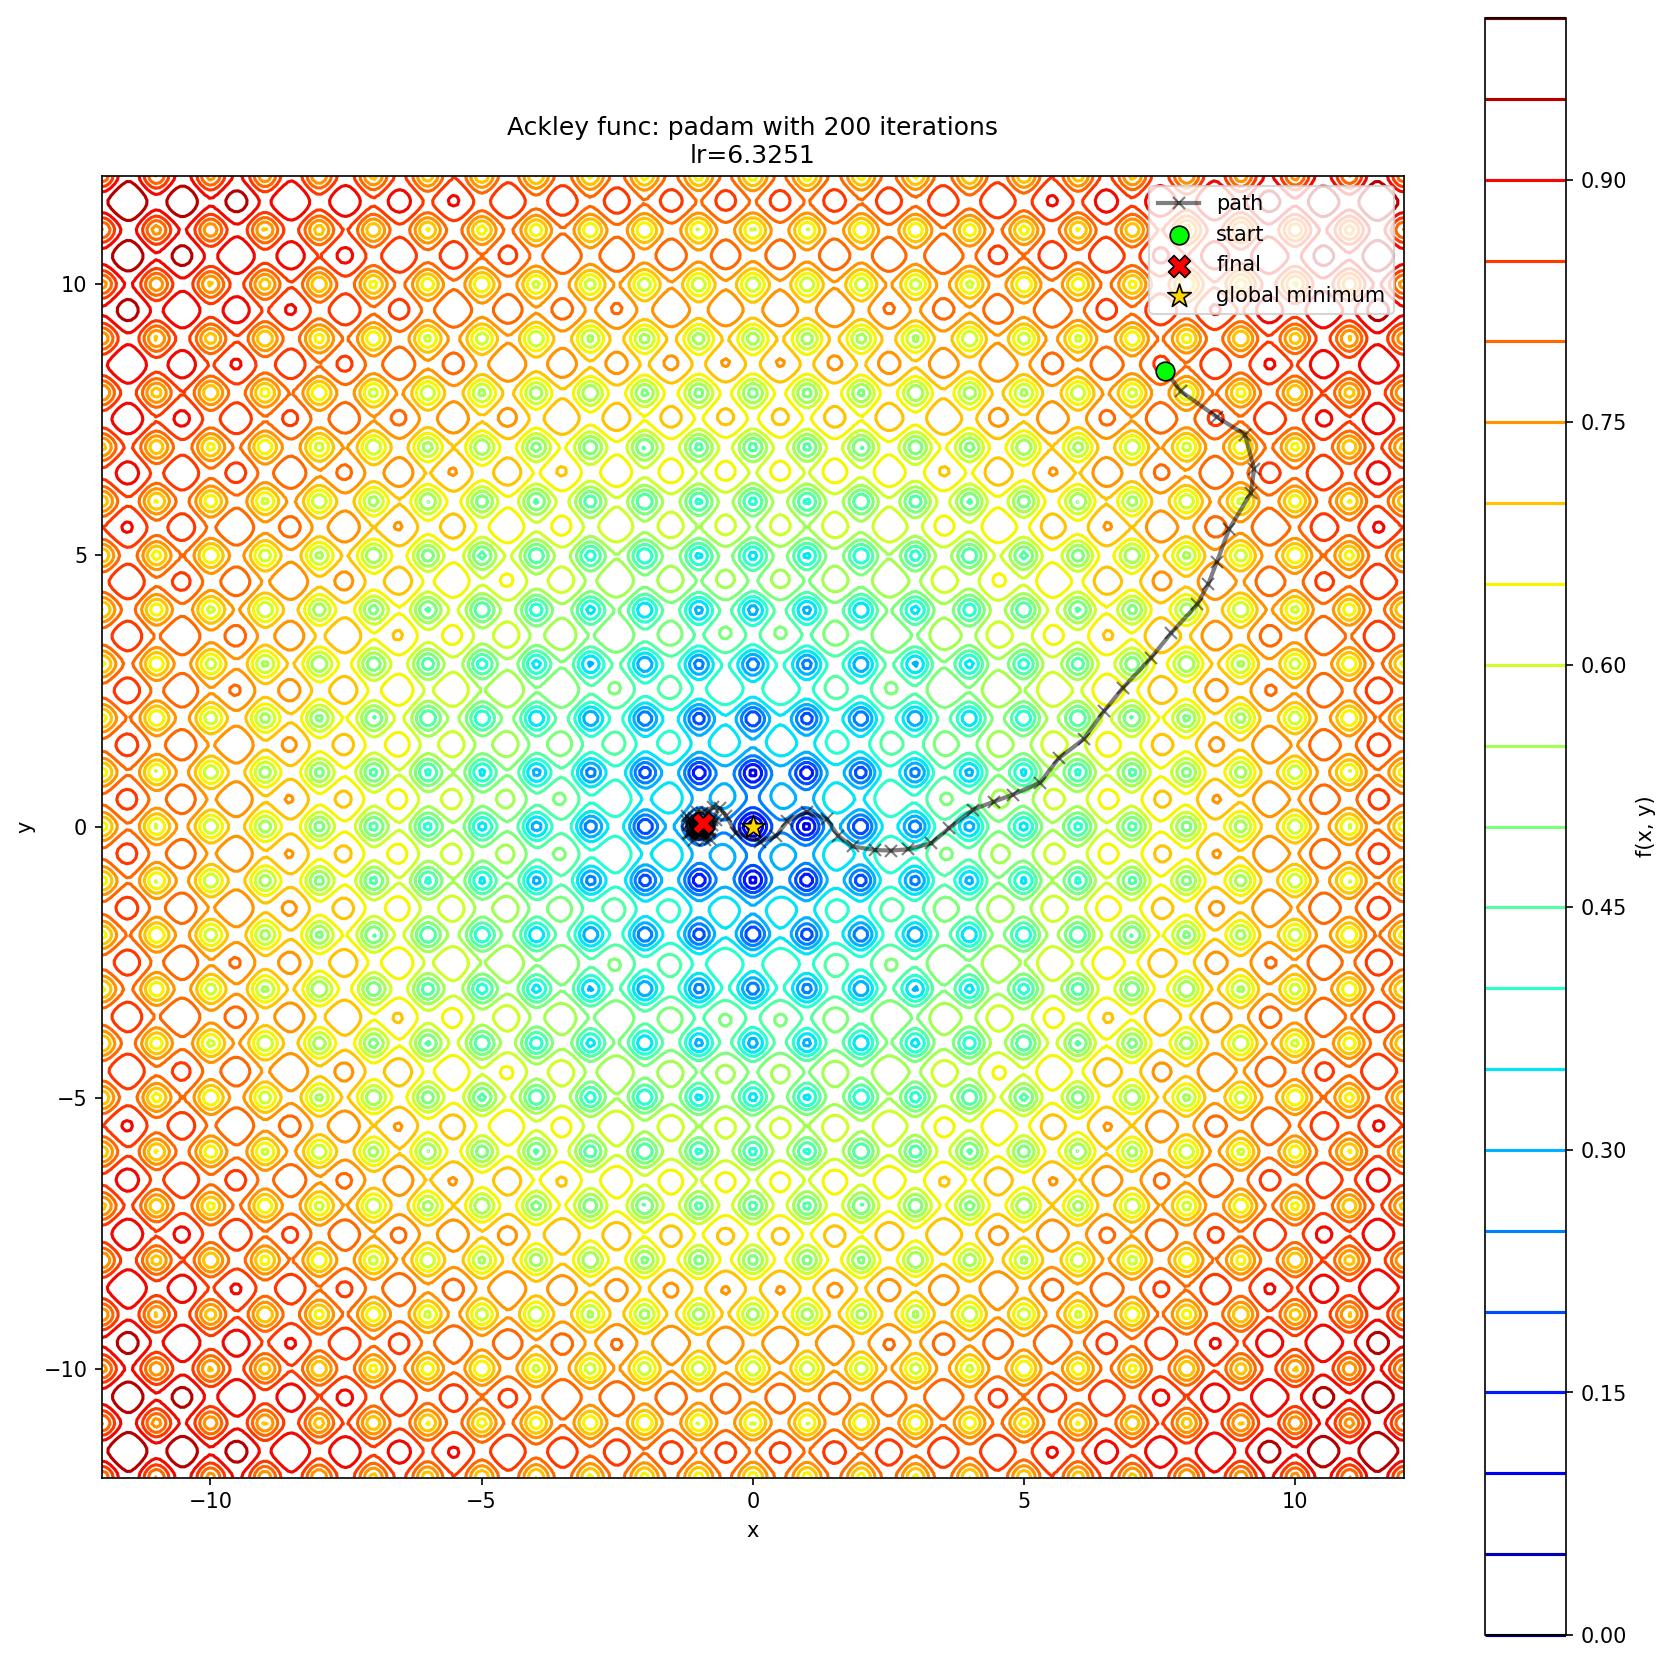 Ackley func: padam with 200 iterations
lr=6.3251
path
start
final
global minimum
10
5
0
−5
−10
y
−10
−5
0
5
10
x
0.90
0.75
0.60
0.45
0.30
0.15
0.00
f(x, y)